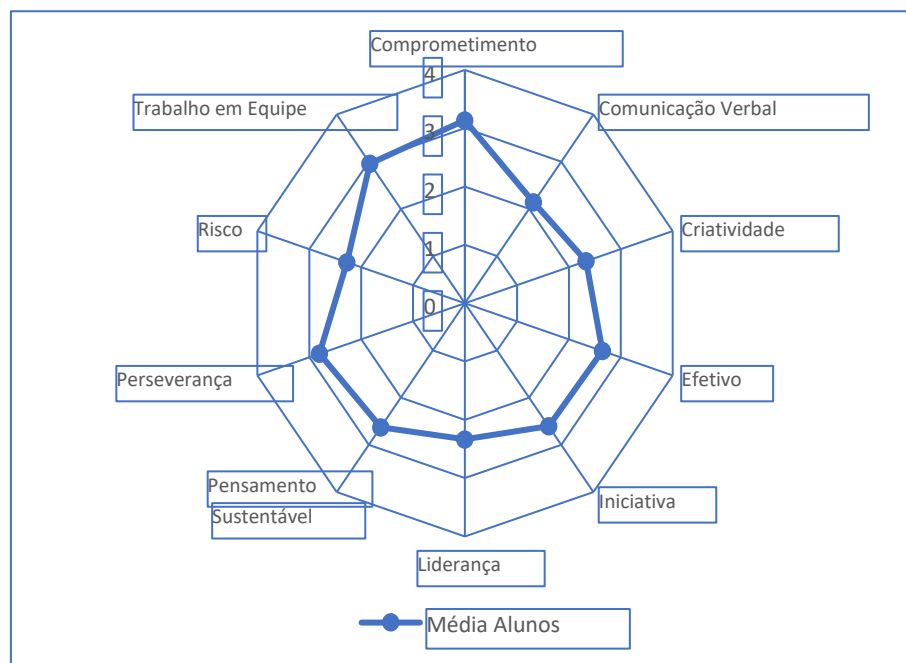 Comprometimento
4
Trabalho em Equipe
Comunicação Verbal
3
2
Risco
Criatividade
1
0
Perseverança
Efetivo
Pensamento
Sustentável
Iniciativa
Liderança
Média Alunos